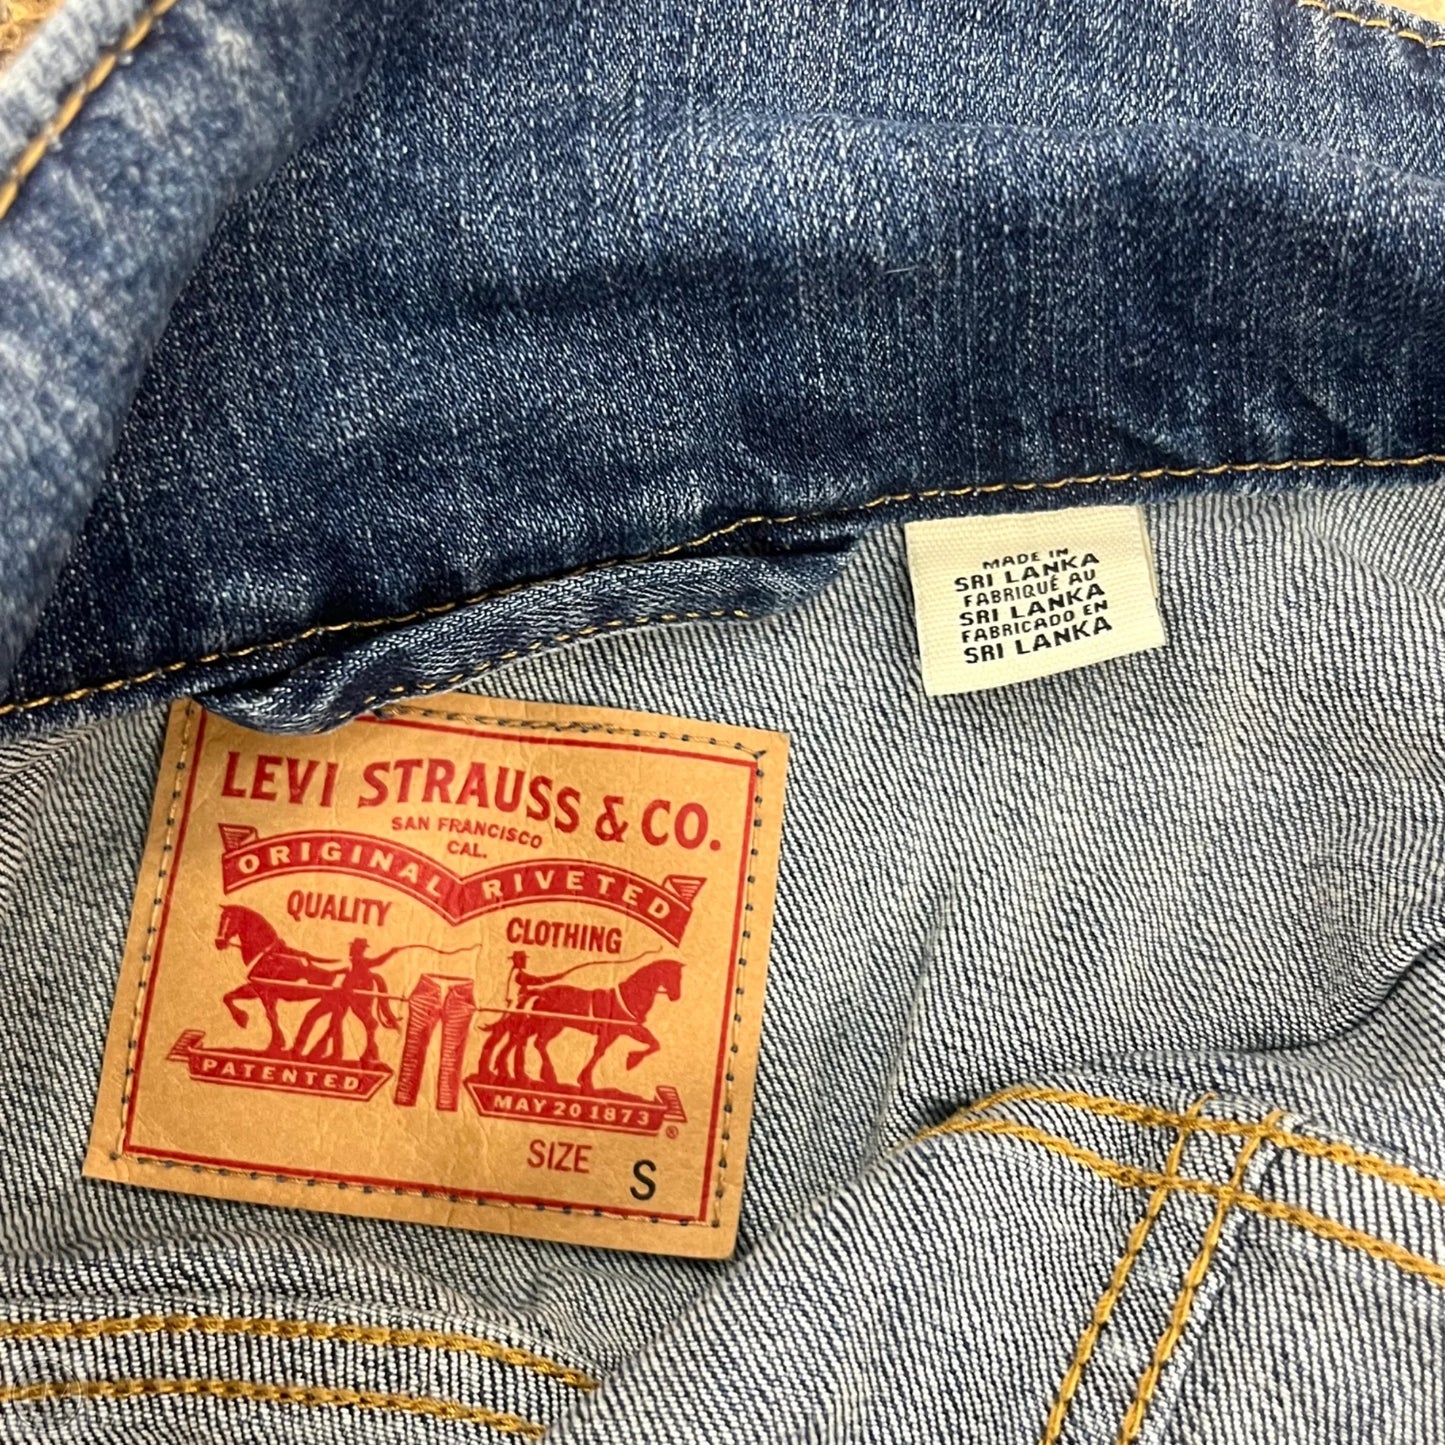 MADE IN
SRI LANKA
FABRIQUÉ AU
SRI LANKA
FABRICADO EN
SRI LANKA
LEVI STRAUSS & CO.
SAN FRANCISCO
CAL.
ORIGINAL RIVETED
QUALITY CLOTHING
PATENTED MAY 20 1873
®
SIZE S